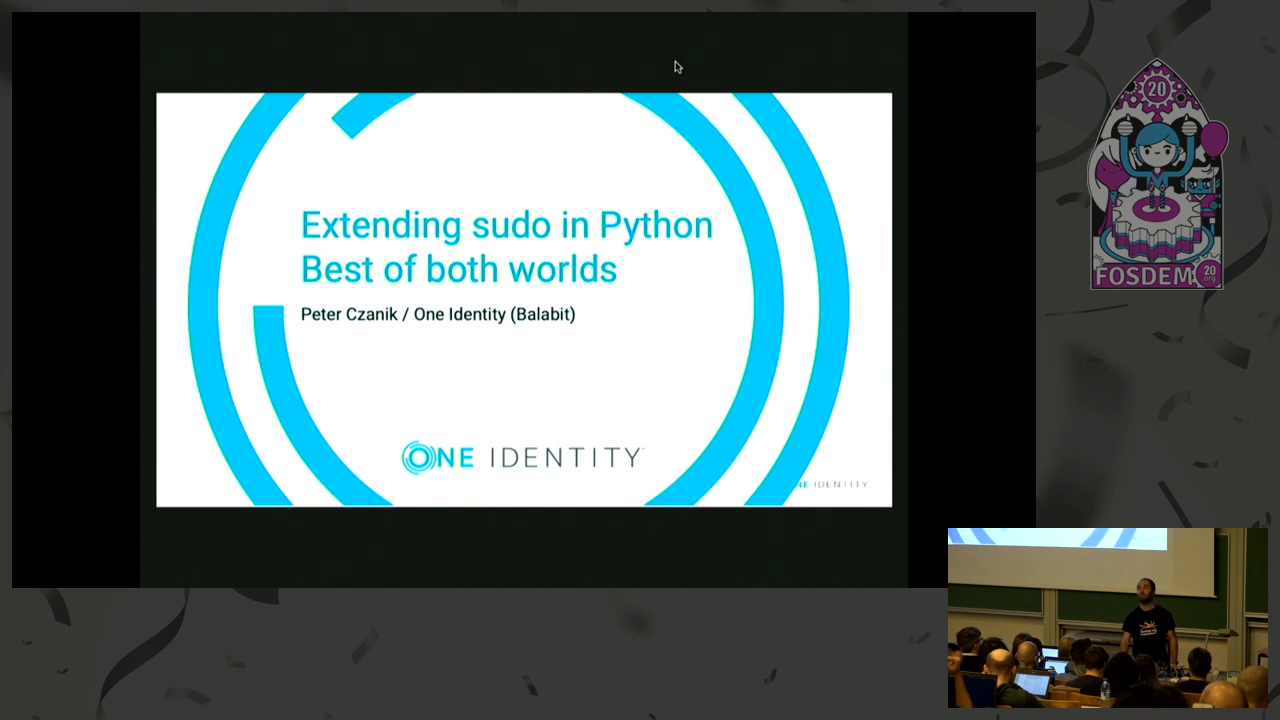 Extending sudo in Python
Best of both worlds
Peter Czanik / One Identity (Balabit)
ONE IDENTITY
NE IDENTITY
20
FOSDEM
20
org